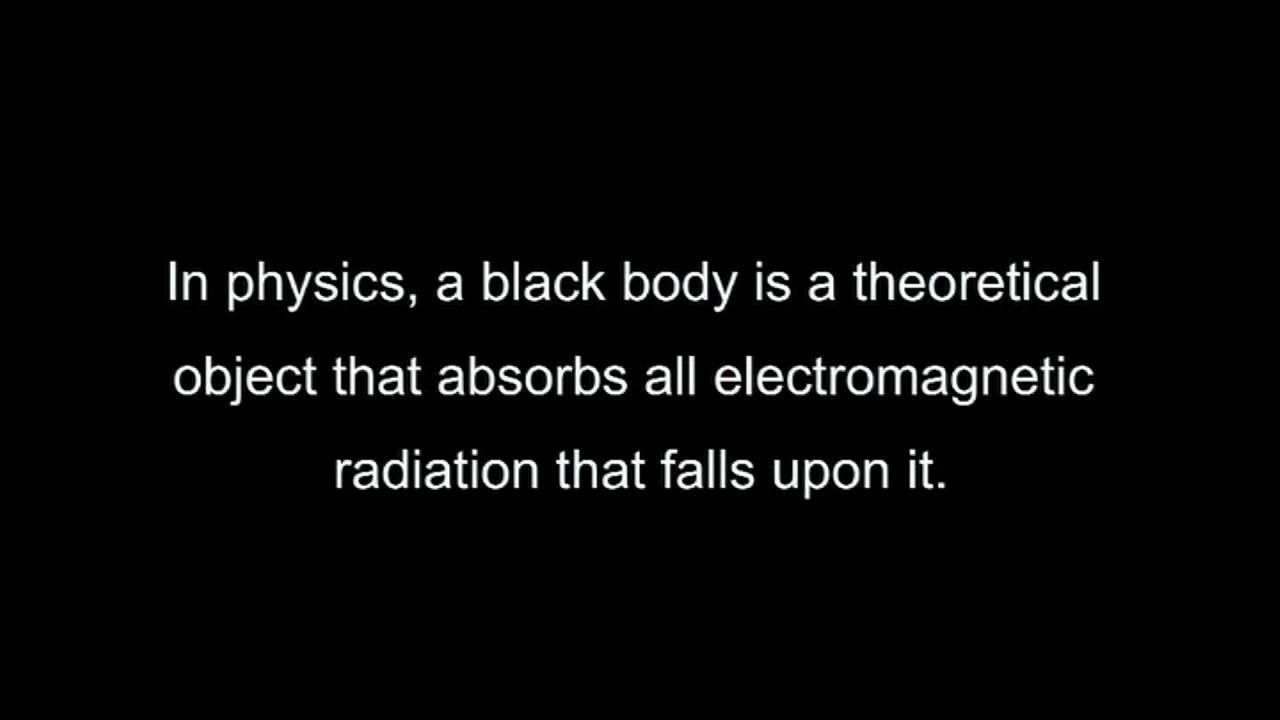 In physics, a black body is a theoretical
object that absorbs all electromagnetic
radiation that falls upon it.